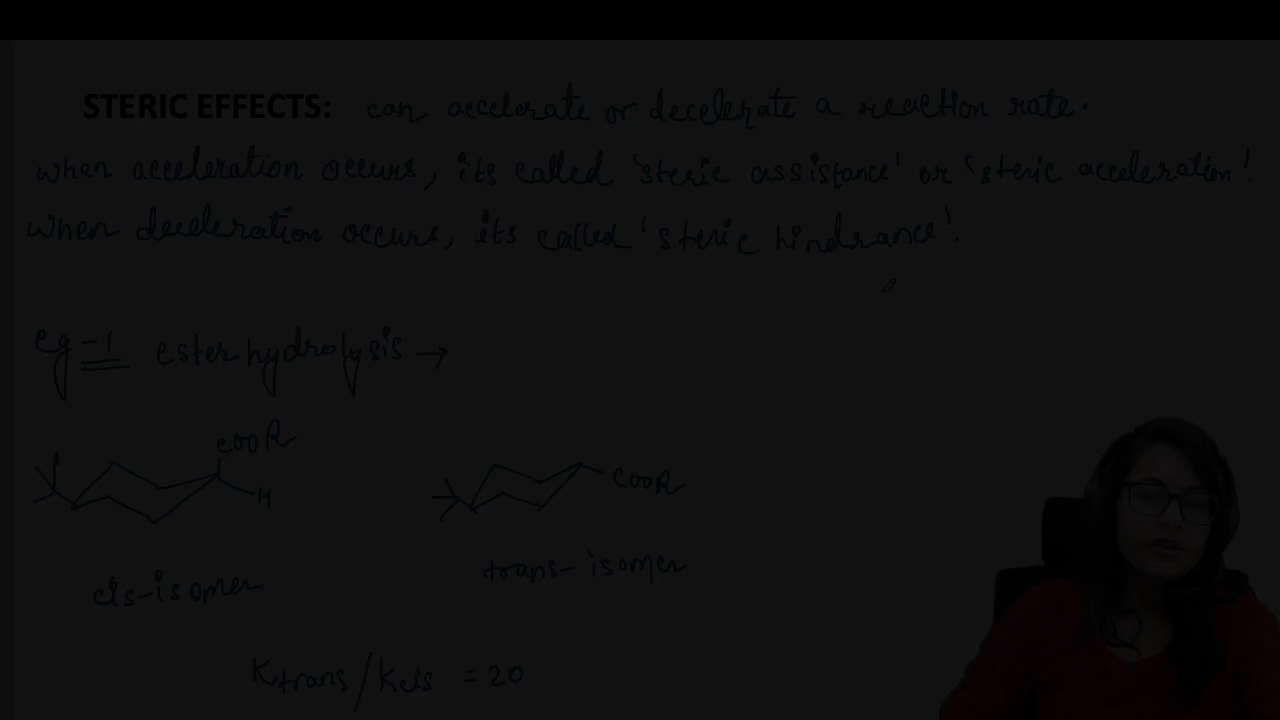 STERIC EFFECTS: can accelerate or decelerate a reaction rate.
when acceleration occurs, its called 'steric assistance' or 'steric acceleration'.
when deceleration occurs, its called 'steric hindrance'.
eg-1 ester hydrolysis →
COOR
H
COOR
cis-isomer
trans-isomer
Ktrans/Kcis = 20